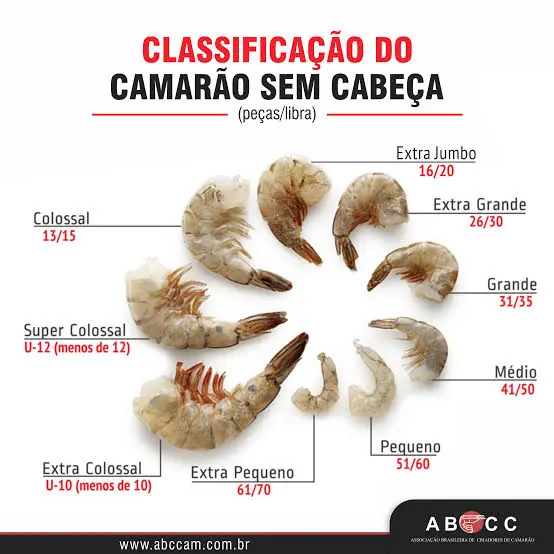 CLASSIFICAÇÃO DO
CAMARÃO SEM CABEÇA
(peças/libra)
Extra Jumbo
16/20
Extra Grande
26/30
Colossal
13/15
Grande
31/35
Super Colossal
U-12 (menos de 12)
Médio
41/50
Pequeno
51/60
Extra Colossal
U-10 (menos de 10)
Extra Pequeno
61/70
www.abccam.com.br
ABCC
ASSOCIAÇÃO BRASILEIRA DE CRIADORES DE CAMARÃO